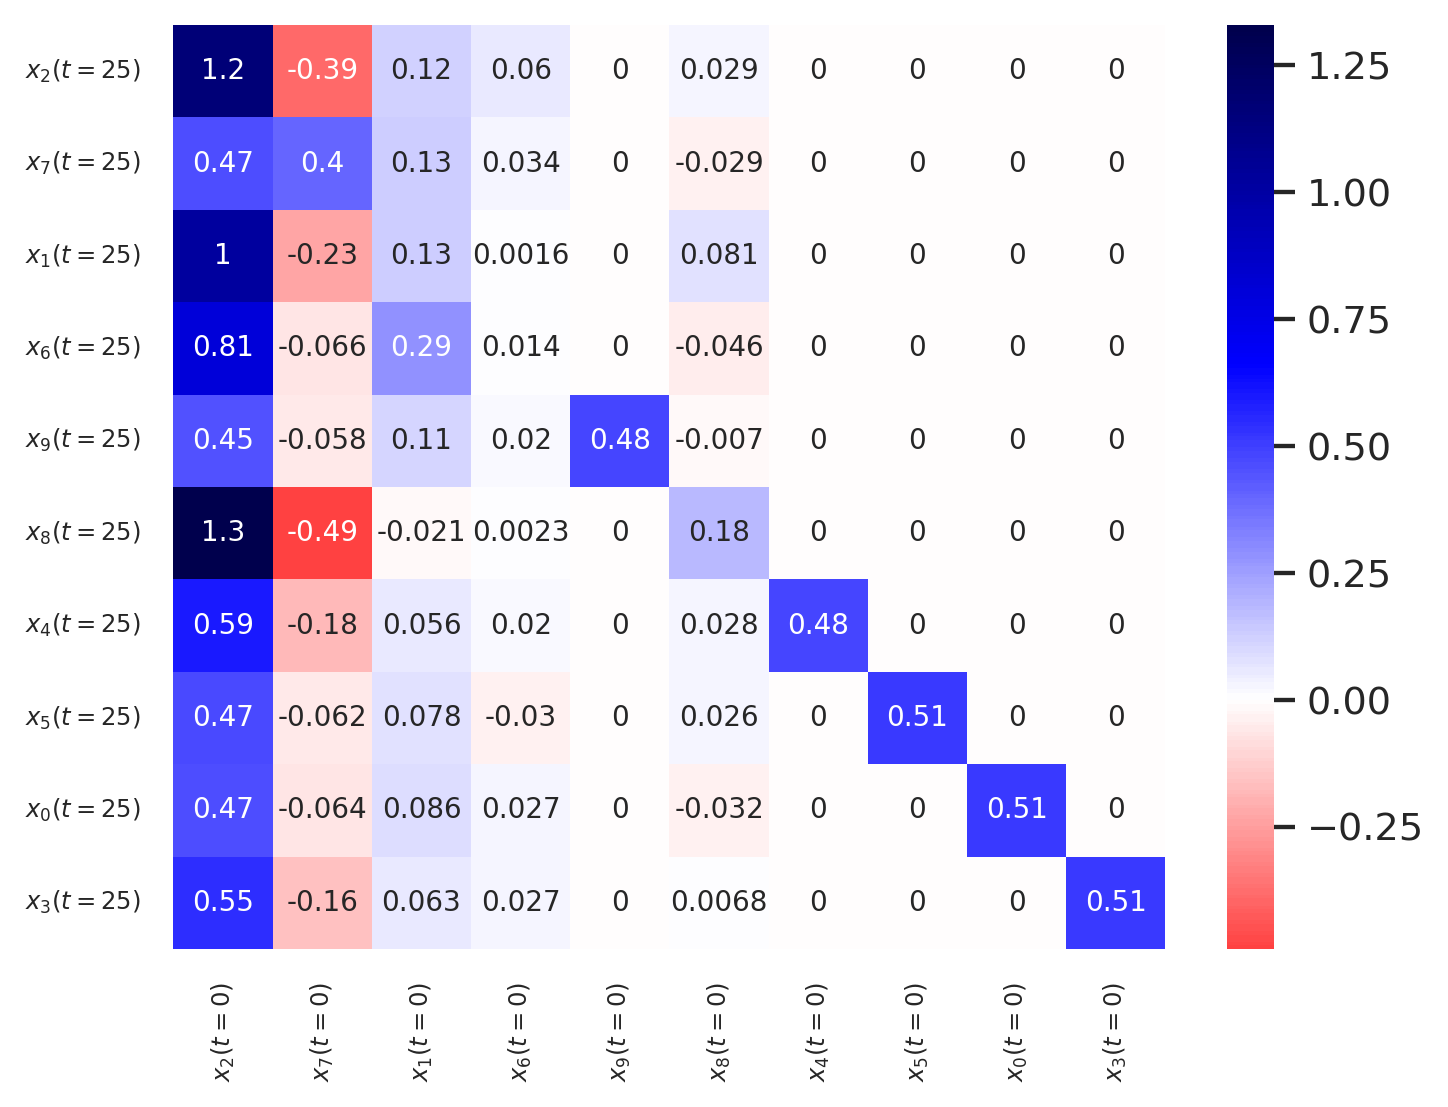 x₂(t = 25) 1.2 -0.39 0.12 0.06 0 0.029 0 0 0 0
x₇(t = 25) 0.47 0.4 0.13 0.034 0 -0.029 0 0 0 0
x₁(t = 25) 1 -0.23 0.13 0.0016 0 0.081 0 0 0 0
x₆(t = 25) 0.81 -0.066 0.29 0.014 0 -0.046 0 0 0 0
x₉(t = 25) 0.45 -0.058 0.11 0.02 0.48 -0.007 0 0 0 0
x₈(t = 25) 1.3 -0.49 -0.021 0.0023 0 0.18 0 0 0 0
x₄(t = 25) 0.59 -0.18 0.056 0.02 0 0.028 0.48 0 0 0
x₅(t = 25) 0.47 -0.062 0.078 -0.03 0 0.026 0 0.51 0 0
x₀(t = 25) 0.47 -0.064 0.086 0.027 0 -0.032 0 0 0.51 0
x₃(t = 25) 0.55 -0.16 0.063 0.027 0 0.0068 0 0 0 0.51
x₂(t = 0) x₇(t = 0) x₁(t = 0) x₆(t = 0) x₉(t = 0) x₈(t = 0) x₄(t = 0) x₅(t = 0) x₀(t = 0) x₃(t = 0)
1.25
1.00
0.75
0.50
0.25
0.00
−0.25